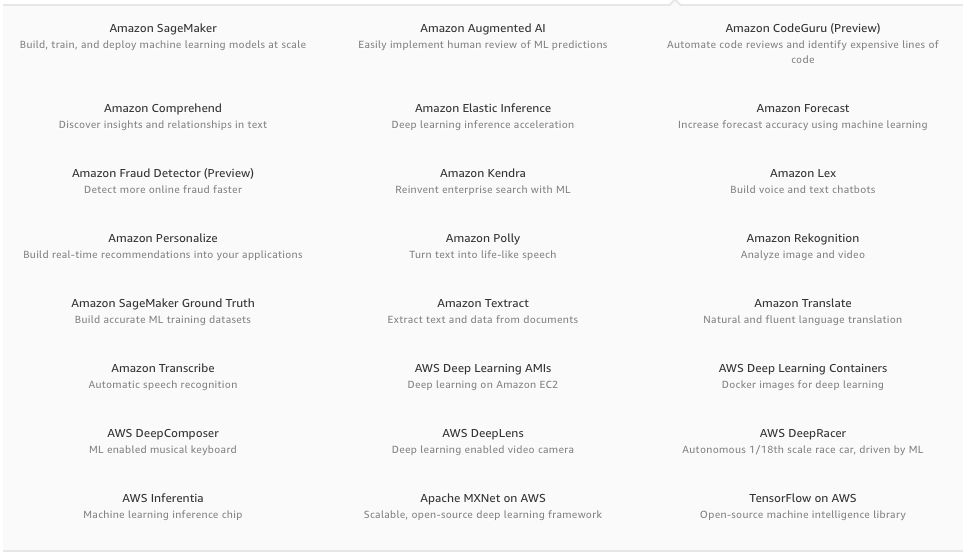 Amazon SageMaker
Build, train, and deploy machine learning models at scale
Amazon Augmented AI
Easily implement human review of ML predictions
Amazon CodeGuru (Preview)
Automate code reviews and identify expensive lines of
code
Amazon Comprehend
Discover insights and relationships in text
Amazon Elastic Inference
Deep learning inference acceleration
Amazon Forecast
Increase forecast accuracy using machine learning
Amazon Fraud Detector (Preview)
Detect more online fraud faster
Amazon Kendra
Reinvent enterprise search with ML
Amazon Lex
Build voice and text chatbots
Amazon Personalize
Build real-time recommendations into your applications
Amazon Polly
Turn text into life-like speech
Amazon Rekognition
Analyze image and video
Amazon SageMaker Ground Truth
Build accurate ML training datasets
Amazon Textract
Extract text and data from documents
Amazon Translate
Natural and fluent language translation
Amazon Transcribe
Automatic speech recognition
AWS Deep Learning AMIs
Deep learning on Amazon EC2
AWS Deep Learning Containers
Docker images for deep learning
AWS DeepComposer
ML enabled musical keyboard
AWS DeepLens
Deep learning enabled video camera
AWS DeepRacer
Autonomous 1/18th scale race car, driven by ML
AWS Inferentia
Machine learning inference chip
Apache MXNet on AWS
Scalable, open-source deep learning framework
TensorFlow on AWS
Open-source machine intelligence library